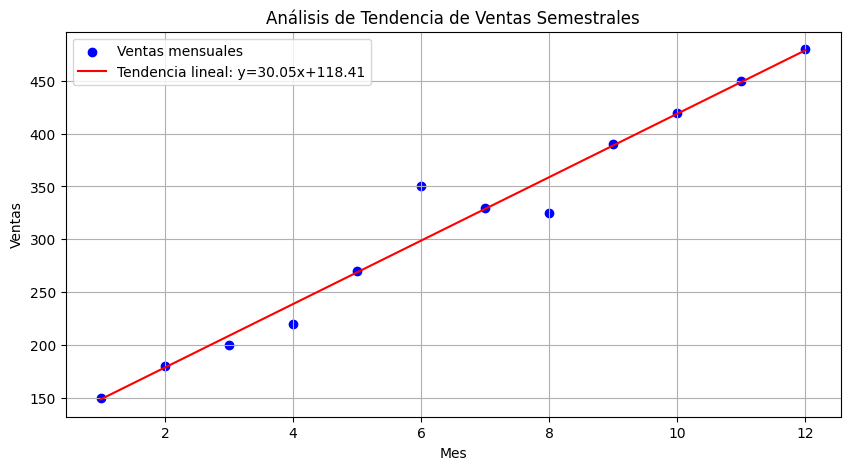 Análisis de Tendencia de Ventas Semestrales
Ventas mensuales
Tendencia lineal: y=30.05x+118.41
Ventas
450
400
350
300
250
200
150
2 4 6 8 10 12
Mes